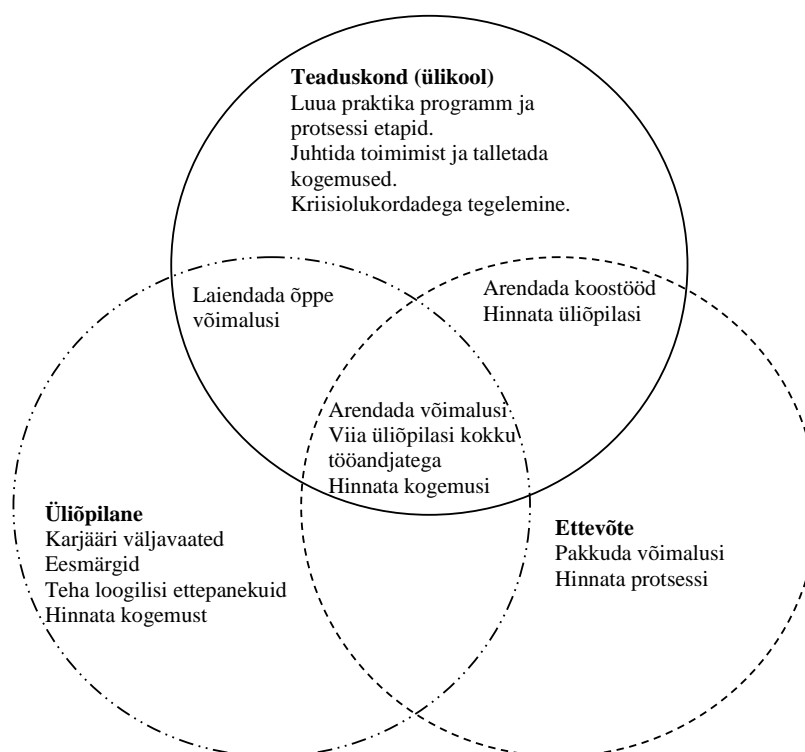 Teaduskond (ülikool)
Luua praktika programm ja
protsessi etapid.
Juhtida toimimist ja talletada
kogemused.
Kriisiolukordadega tegelemine.
Laiendada õppe
võimalusi
Arendada koostööd
Hinnata üliõpilasi
Arendada võimalusi
Viia üliõpilasi kokku
tööandjatega
Hinnata kogemusi
Üliõpilane
Karjääri väljavaated
Eesmärgid
Teha loogilisi ettepanekuid
Hinnata kogemust
Ettevõte
Pakkuda võimalusi
Hinnata protsessi